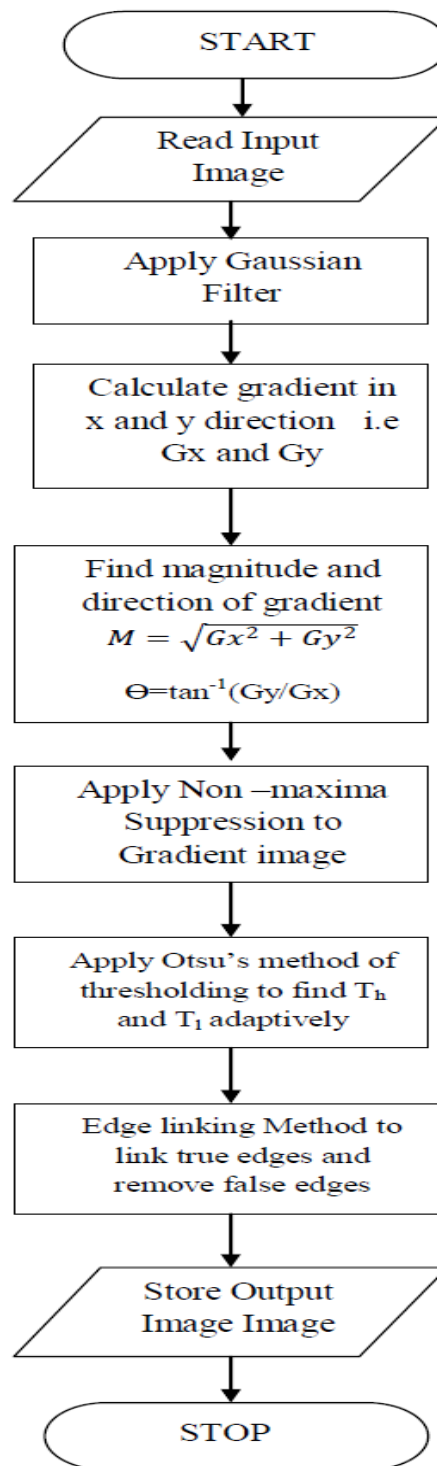 START
Read Input
Image
Apply Gaussian
Filter
Calculate gradient in
x and y direction i.e
Gx and Gy
Find magnitude and
direction of gradient
M = √Gx² + Gy²
Ɵ=tan⁻¹(Gy/Gx)
Apply Non –maxima
Suppression to
Gradient image
Apply Otsu’s method of
thresholding to find Tₕ
and Tₗ adaptively
Edge linking Method to
link true edges and
remove false edges
Store Output
Image Image
STOP